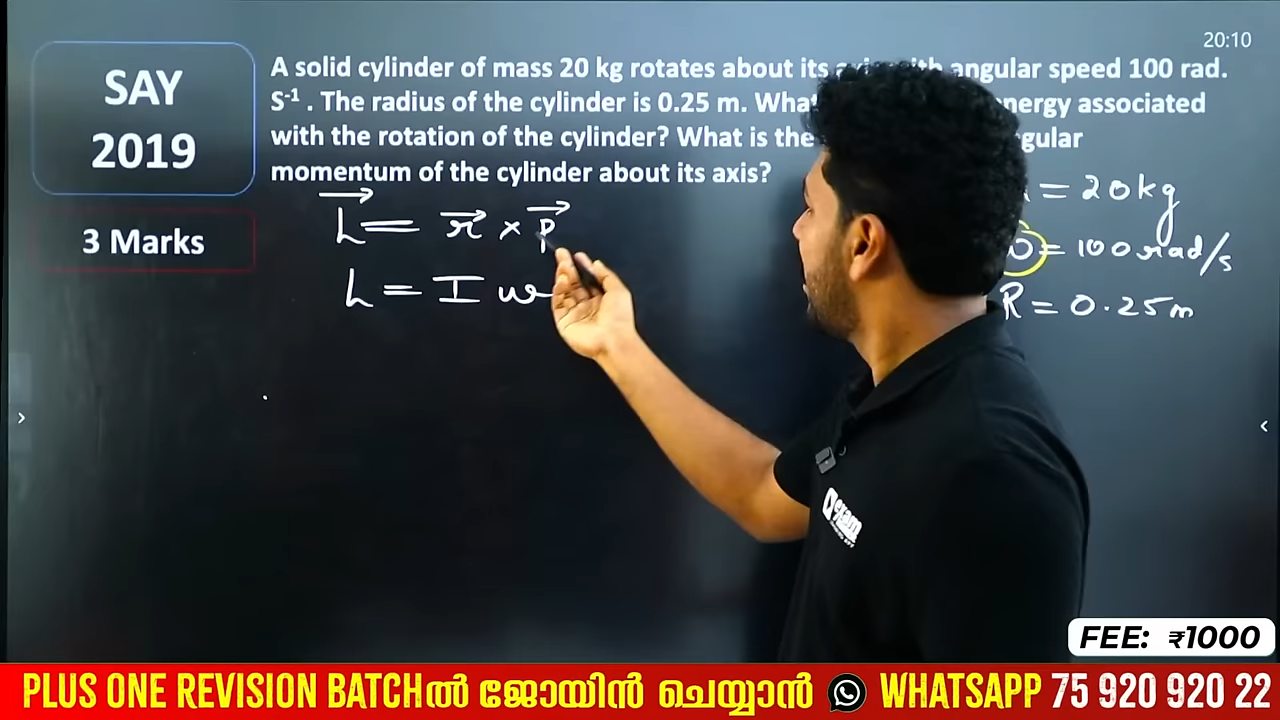 20:10
SAY
2019
3 Marks
A solid cylinder of mass 20 kg rotates about its axis with angular speed 100 rad.
S-1 . The radius of the cylinder is 0.25 m. What energy associated
with the rotation of the cylinder? What is the
momentum of the cylinder about its axis?
L = r × p
L = I ω
= 20kg
ω = 100 rad/s
R = 0.25 m
exam
FEE: ₹1000
PLUS ONE REVISION BATCHൽ ജോയിൻ ചെയ്യാൻ WHATSAPP 75 920 920 22